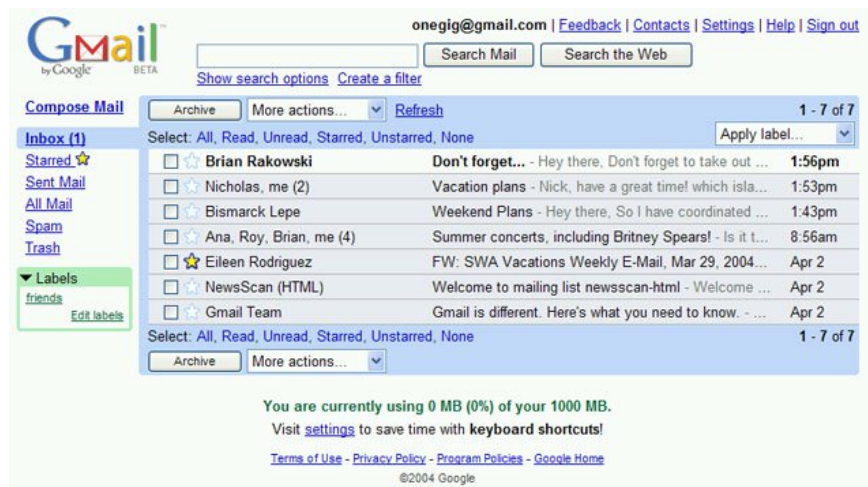 onegig@gmail.com | Feedback | Contacts | Settings | Help | Sign out
GMail
by Google BETA
Search Mail Search the Web
Show search options Create a filter
Compose Mail
Inbox (1)
Starred
Sent Mail
All Mail
Spam
Trash
Labels
friends
Edit labels
Archive More actions... Refresh 1 - 7 of 7
Select: All, Read, Unread, Starred, Unstarred, None Apply label...
Brian Rakowski Don't forget... - Hey there, Don't forget to take out ... 1:56pm
Nicholas, me (2) Vacation plans - Nick, have a great time! which isla... 1:53pm
Bismarck Lepe Weekend Plans - Hey there, So I have coordinated ... 1:43pm
Ana, Roy, Brian, me (4) Summer concerts, including Britney Spears! - Is it t... 8:56am
Eileen Rodriguez FW: SWA Vacations Weekly E-Mail, Mar 29, 2004... Apr 2
NewsScan (HTML) Welcome to mailing list newsscan-html - Welcome ... Apr 2
Gmail Team Gmail is different. Here's what you need to know. - ... Apr 2
Select: All, Read, Unread, Starred, Unstarred, None 1 - 7 of 7
Archive More actions...
You are currently using 0 MB (0%) of your 1000 MB.
Visit settings to save time with keyboard shortcuts!
Terms of Use - Privacy Policy - Program Policies - Google Home
©2004 Google